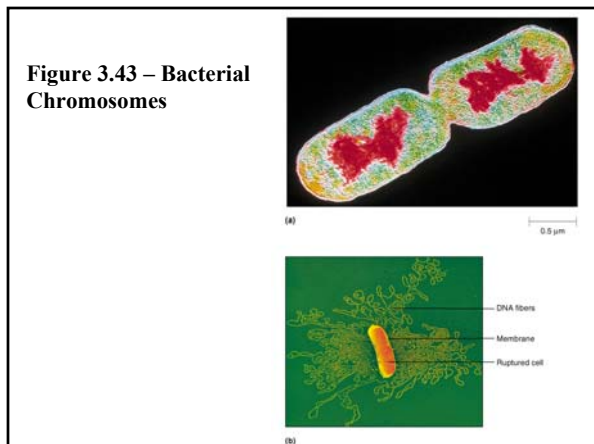 Figure 3.43 – Bacterial
Chromosomes
(a)
0.5 µm
DNA fibers
Membrane
Ruptured cell
(b)